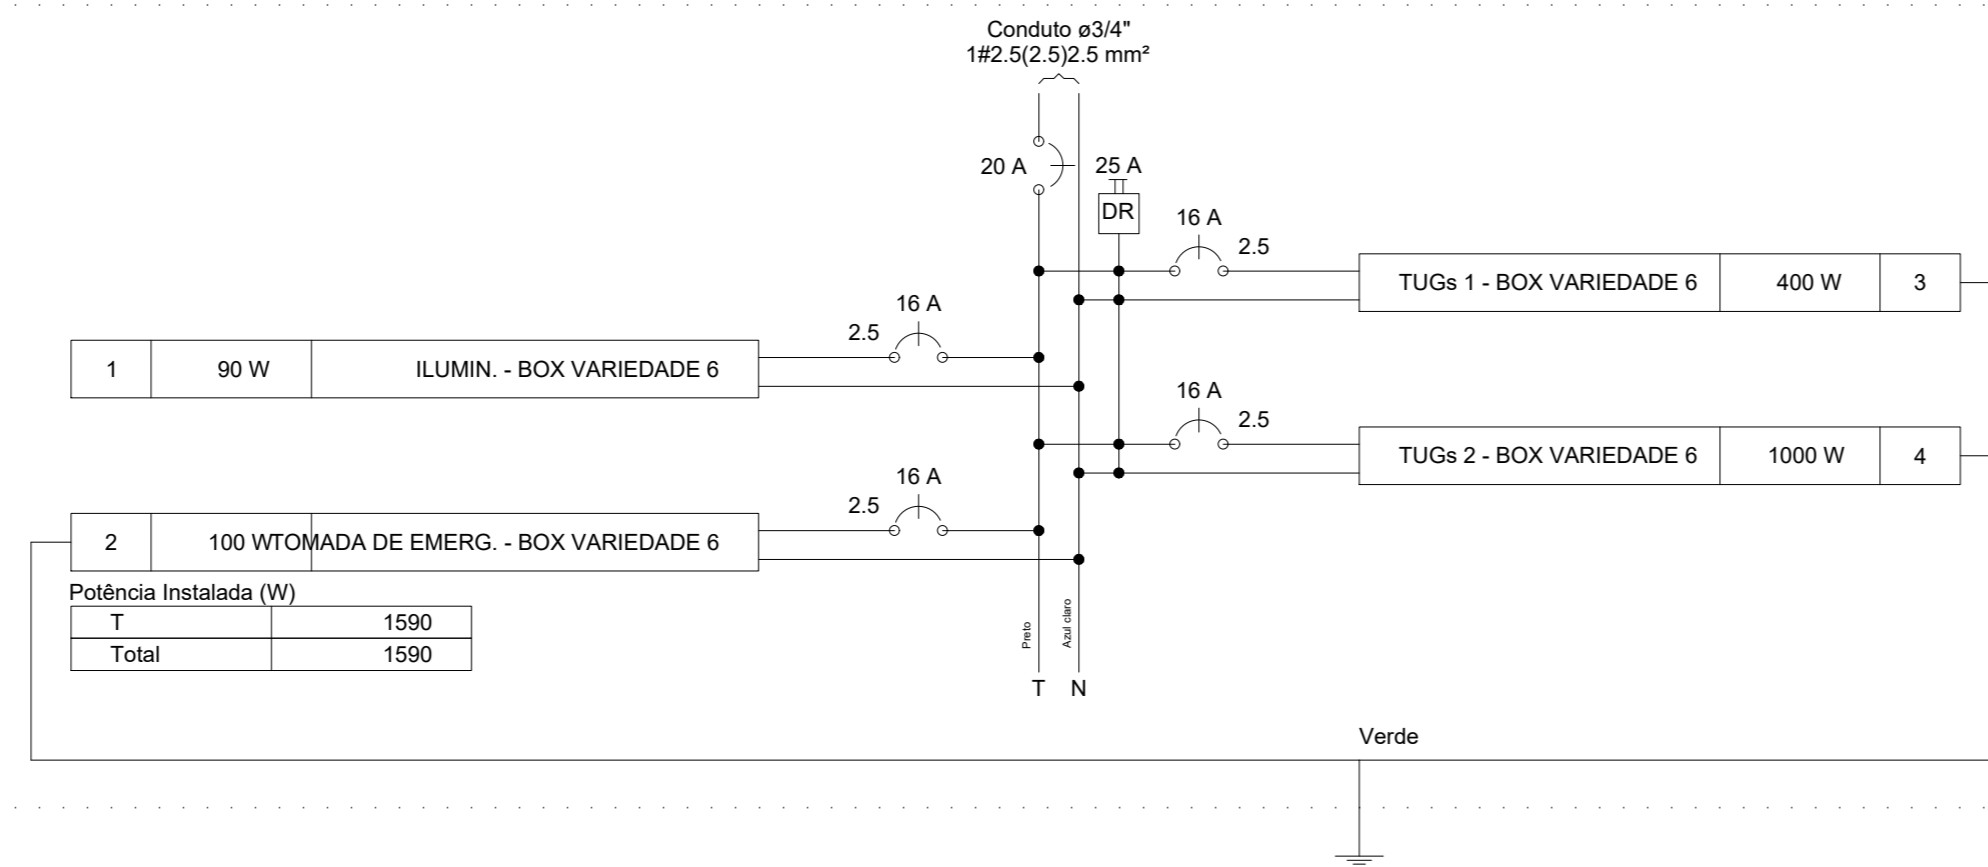 Conduto ø3/4"
1#2.5(2.5)2.5 mm²
20 A
25 A
DR
16 A
2.5
TUGs 1 - BOX VARIEDADE 6 400 W 3
16 A
2.5
1 90 W ILUMIN. - BOX VARIEDADE 6
16 A
2.5
TUGs 2 - BOX VARIEDADE 6 1000 W 4
16 A
2.5
2 100 W TOMADA DE EMERG. - BOX VARIEDADE 6
Potência Instalada (W)
T 1590
Total 1590
Preto
Azul claro
T N
Verde